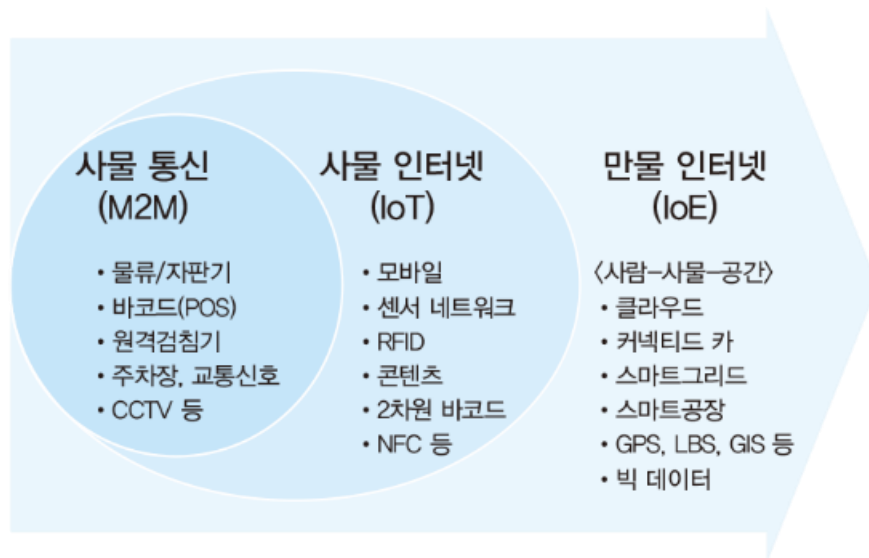 사물 통신
(M2M)
• 물류/자판기
• 바코드(POS)
• 원격검침기
• 주차장, 교통신호
• CCTV 등
사물 인터넷
(IoT)
• 모바일
• 센서 네트워크
• RFID
• 콘텐츠
• 2차원 바코드
• NFC 등
만물 인터넷
(IoE)
〈사람-사물-공간〉
• 클라우드
• 커넥티드 카
• 스마트그리드
• 스마트공장
• GPS, LBS, GIS 등
• 빅 데이터